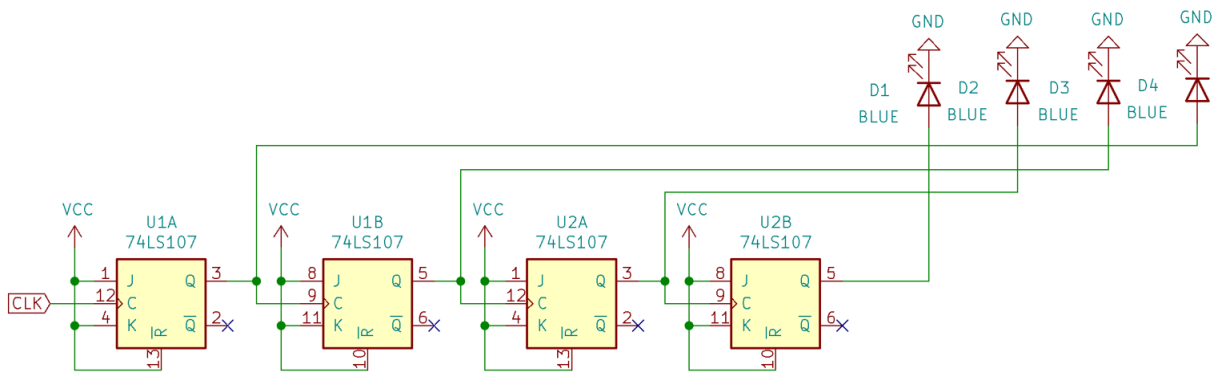 GND
GND
GND
GND
D1
BLUE
D2
BLUE
D3
BLUE
D4
BLUE
VCC
U1A
74LS107
1
J
Q
3
12
C
4
K
R
Q
2
13
CLK
VCC
U1B
74LS107
8
J
Q
5
9
C
11
K
R
Q
6
10
VCC
U2A
74LS107
1
J
Q
3
12
C
4
K
R
Q
2
13
VCC
U2B
74LS107
8
J
Q
5
9
C
11
K
R
Q
6
10